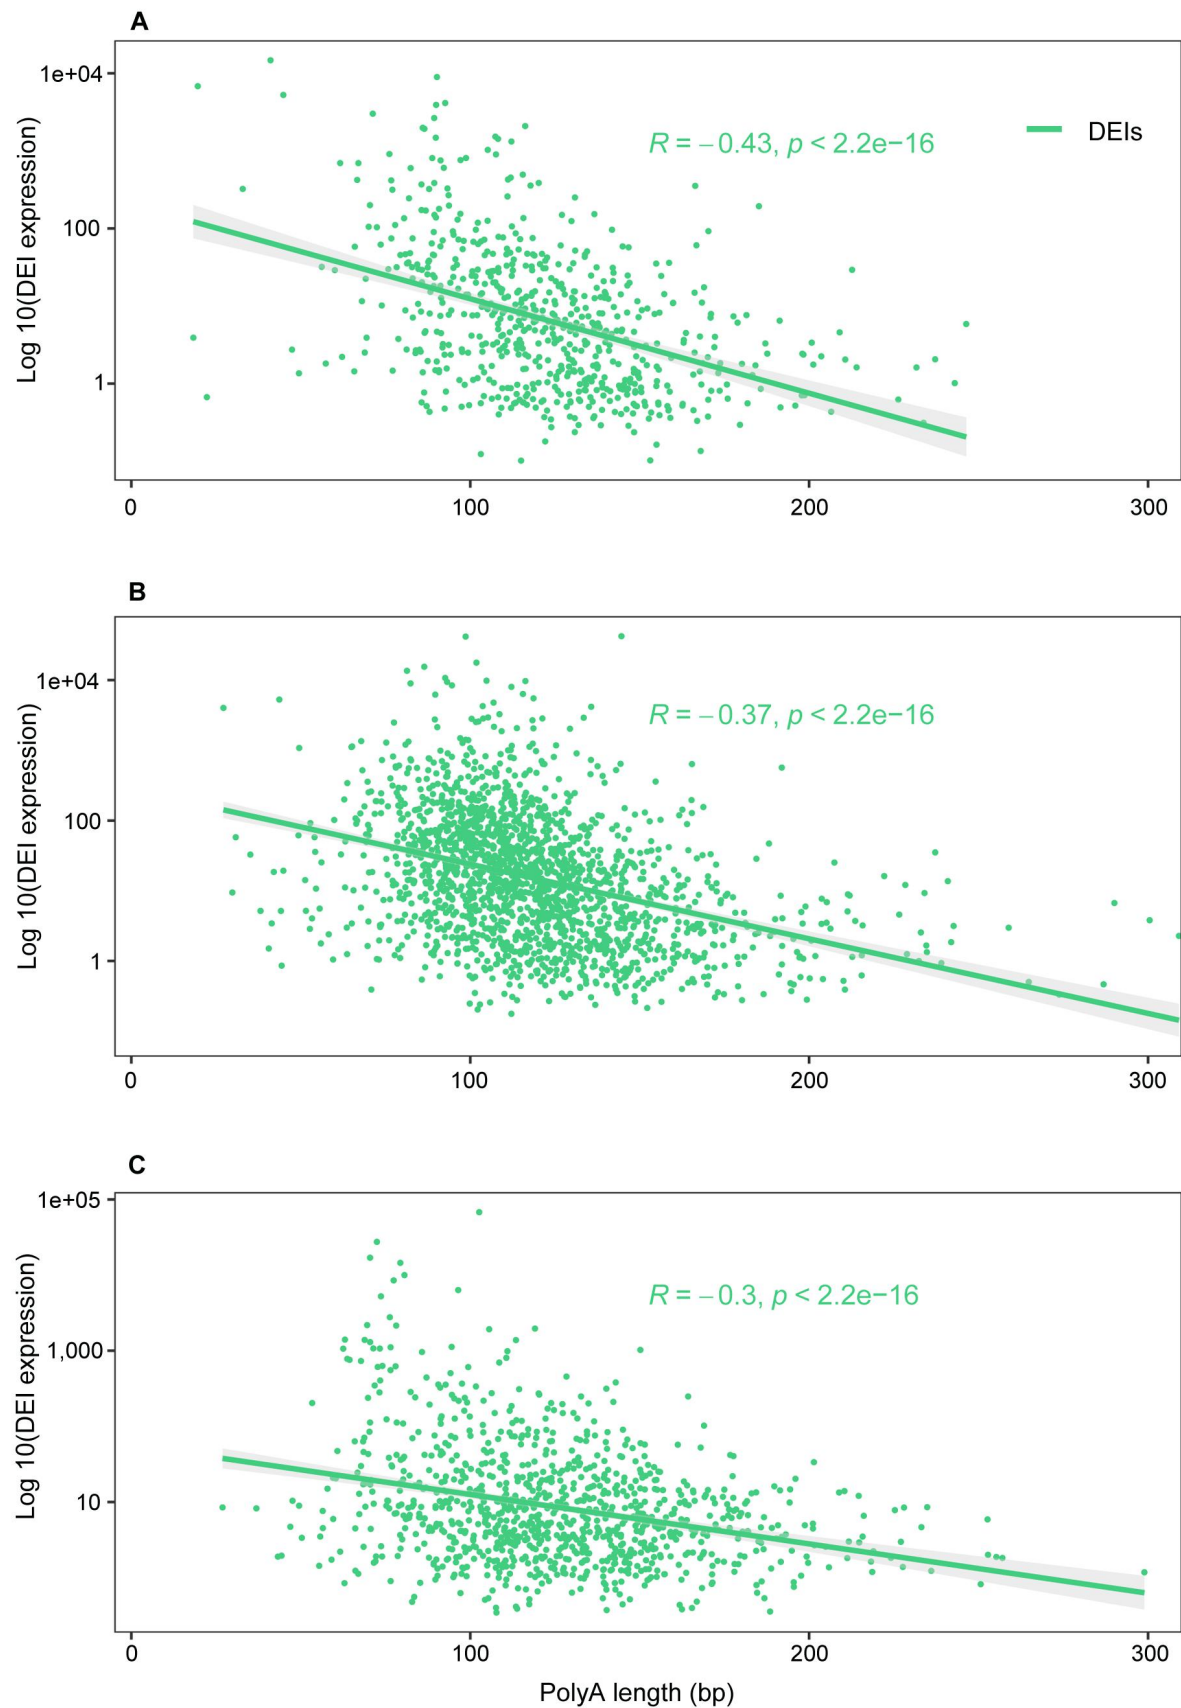 A
1e+04
100
1
Log 10(DEI expression)
R = −0.43, p < 2.2e−16
DEIs
0 100 200 300
B
1e+04
100
1
Log 10(DEI expression)
R = −0.37, p < 2.2e−16
0 100 200 300
C
1e+05
1,000
10
Log 10(DEI expression)
R = −0.3, p < 2.2e−16
0 100 200 300
PolyA length (bp)